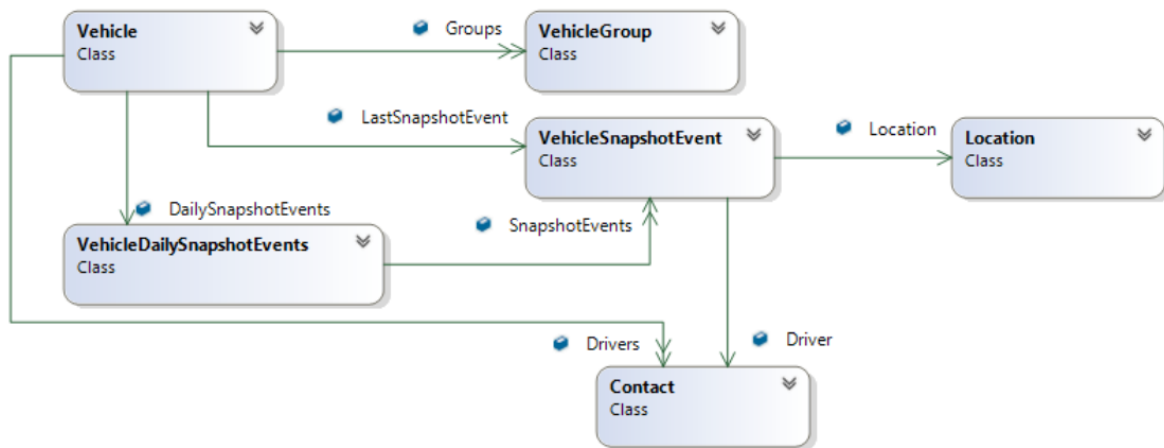 Vehicle
Class
Groups
VehicleGroup
Class
LastSnapshotEvent
VehicleSnapshotEvent
Class
Location
Location
Class
DailySnapshotEvents
SnapshotEvents
VehicleDailySnapshotEvents
Class
Drivers
Driver
Contact
Class